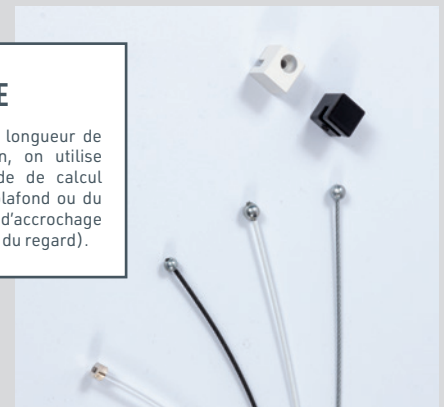 E
longueur de
n, on utilise
de de calcul
lafond ou du
d'accrochage
du regard).